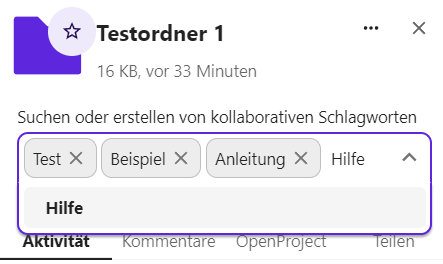 Testordner 1
16 KB, vor 33 Minuten
Suchen oder erstellen von kollaborativen Schlagworten
Test Beispiel Anleitung Hilfe
Hilfe
Aktivität Kommentare OpenProject Teilen